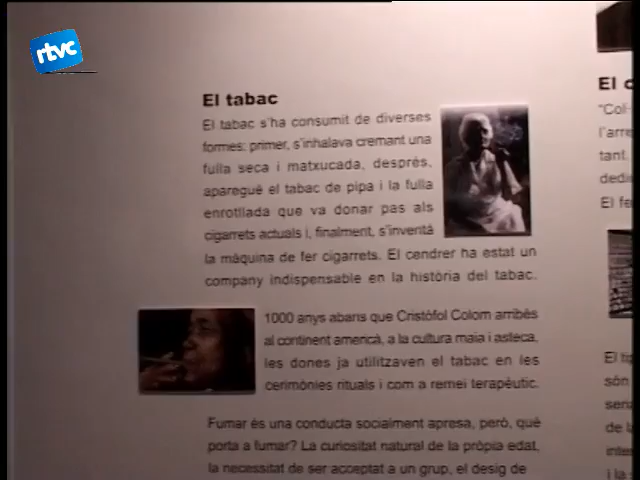 rtvc
El tabac
El tabac s'ha consumit de diverses
formes: primer, s'inhalava cremant una
fulla seca i matxucada, després,
aparegué el tabac de pipa i la fulla
enrotllada que va donar pas als
cigarrets actuals i, finalment, s'inventà
la màquina de fer cigarrets. El cendrer ha estat un
company indispensable en la història del tabac.
1000 anys abans que Cristòfol Colom arribés
al continent americà, a la cultura maia i asteca,
les dones ja utilitzaven el tabac en les
cerimònies rituals i com a remei terapèutic.
Fumar és una conducta socialment apresa, però, què
porta a fumar? La curiositat natural de la pròpia edat,
la necessitat de ser acceptat a un grup, el desig de
El
"Col·
l'arre
tant
dedi
El fe
El
són
sen
de
i la